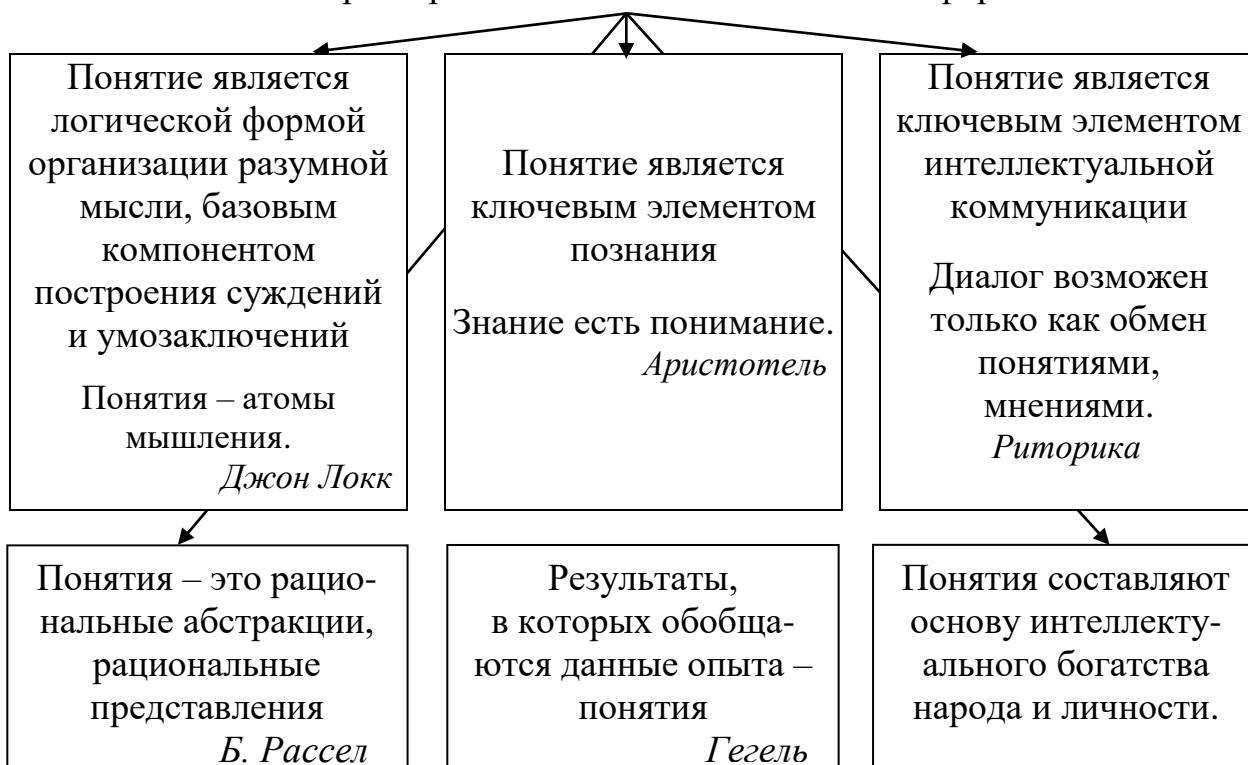 Понятие является
логической формой
организации разумной
мысли, базовым
компонентом
построения суждений
и умозаключений
Понятия – атомы
мышления.
Джон Локк
Понятие является
ключевым элементом
познания
Знание есть понимание.
Аристотель
Понятие является
ключевым элементом
интеллектуальной
коммуникации
Диалог возможен
только как обмен
понятиями,
мнениями.
Риторика
Понятия – это рацио-
нальные абстракции,
рациональные
представления
Б. Рассел
Результаты,
в которых обобща-
ются данные опыта –
понятия
Гегель
Понятия составляют
основу интеллекту-
ального богатства
народа и личности.